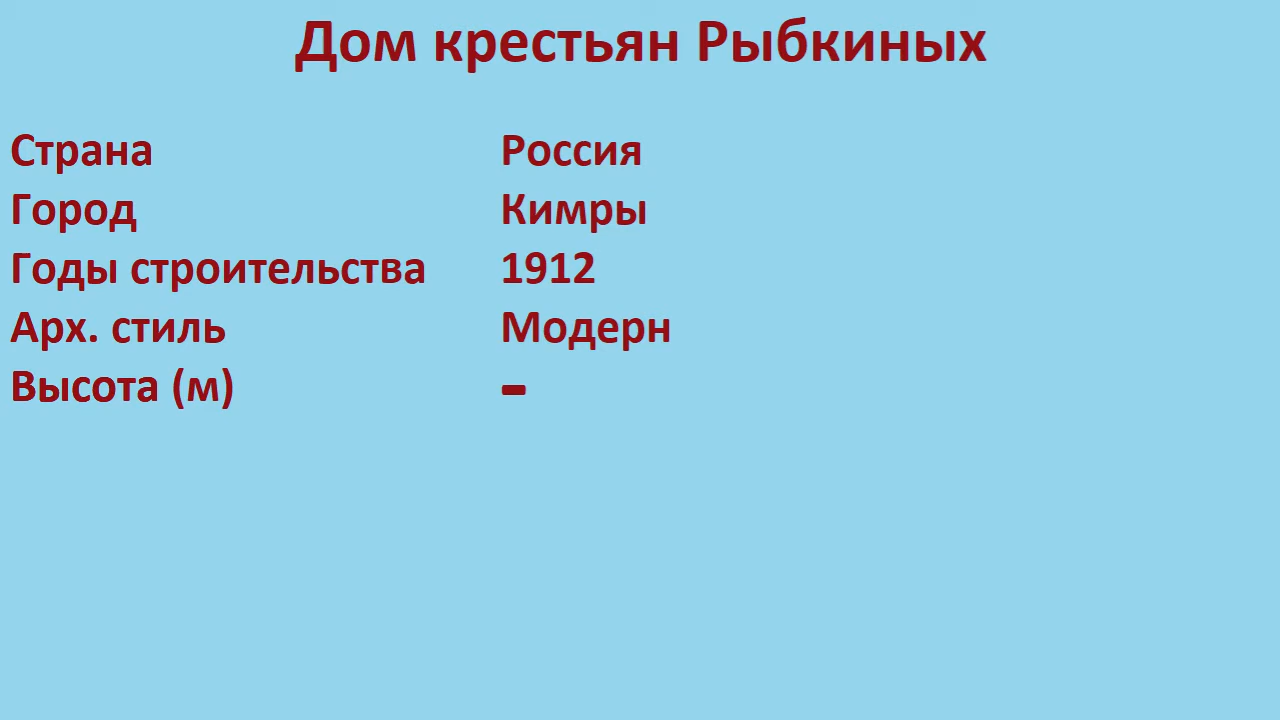 Дом крестьян Рыбкиных
Страна Россия
Город Кимры
Годы строительства 1912
Арх. стиль Модерн
Высота (м) -